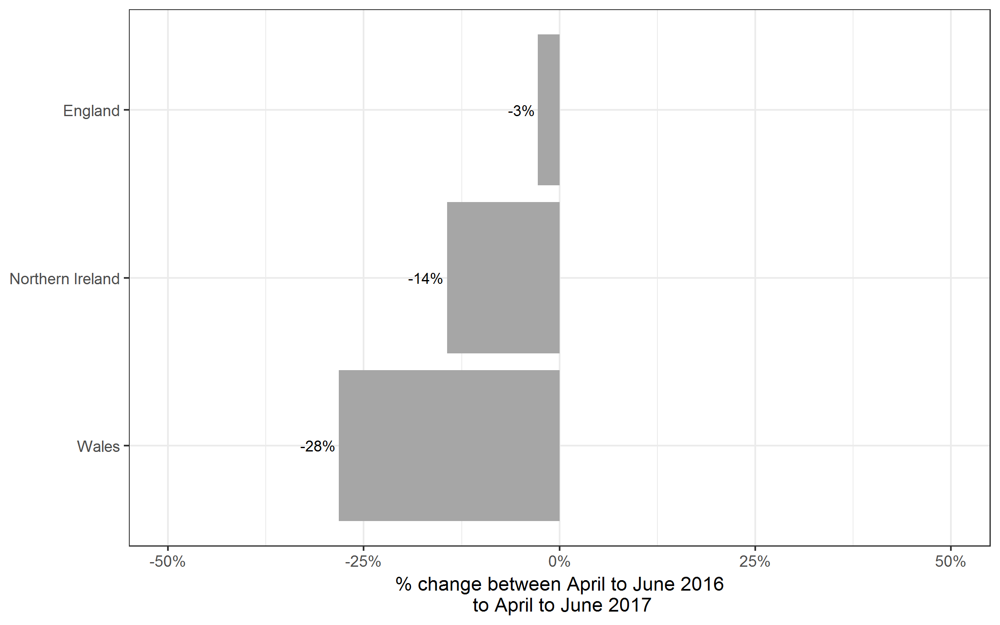 England
-3%
Northern Ireland
-14%
Wales
-28%
-50%
-25%
0%
25%
50%
% change between April to June 2016
to April to June 2017